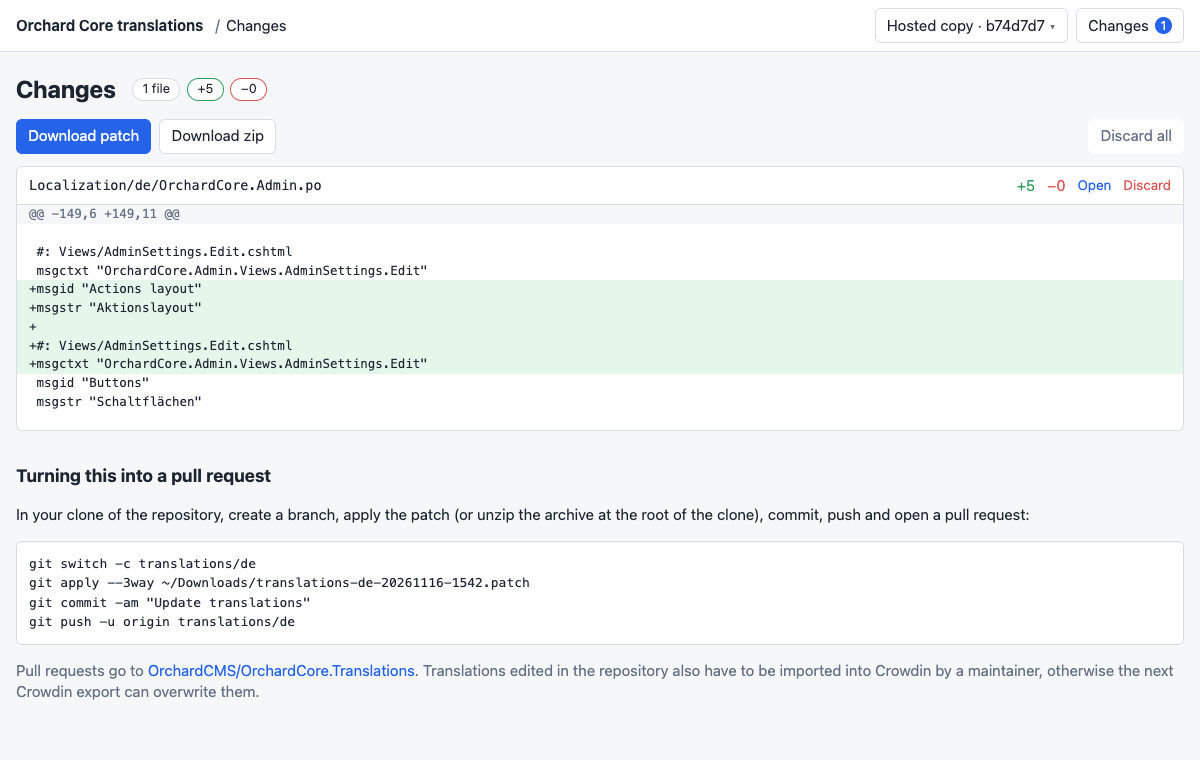 Orchard Core translations / Changes
Hosted copy · b74d7d7 ▾
Changes 1
Changes
1 file
+5
−0
Download patch
Download zip
Discard all
Localization/de/OrchardCore.Admin.po
+5 −0 Open Discard
@@ −149,6 +149,11 @@
#: Views/AdminSettings.Edit.cshtml
msgctxt "OrchardCore.Admin.Views.AdminSettings.Edit"
+msgid "Actions layout"
+msgstr "Aktionslayout"
+
+#: Views/AdminSettings.Edit.cshtml
+msgctxt "OrchardCore.Admin.Views.AdminSettings.Edit"
msgid "Buttons"
msgstr "Schaltflächen"
Turning this into a pull request
In your clone of the repository, create a branch, apply the patch (or unzip the archive at the root of the clone), commit, push and open a pull request:
git switch −c translations/de
git apply −−3way ~/Downloads/translations−de−20261116−1542.patch
git commit −am "Update translations"
git push −u origin translations/de
Pull requests go to OrchardCMS/OrchardCore.Translations. Translations edited in the repository also have to be imported into Crowdin by a maintainer, otherwise the next
Crowdin export can overwrite them.